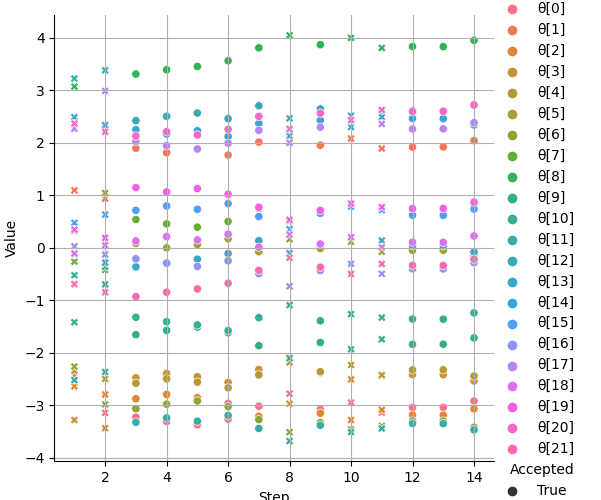 4
3
2
1
0
−1
−2
−3
−4
Value
2
4
6
8
10
12
14
Step
θ[0]
θ[1]
θ[2]
θ[3]
θ[4]
θ[5]
θ[6]
θ[7]
θ[8]
θ[9]
θ[10]
θ[11]
θ[12]
θ[13]
θ[14]
θ[15]
θ[16]
θ[17]
θ[18]
θ[19]
θ[20]
θ[21]
Accepted
True